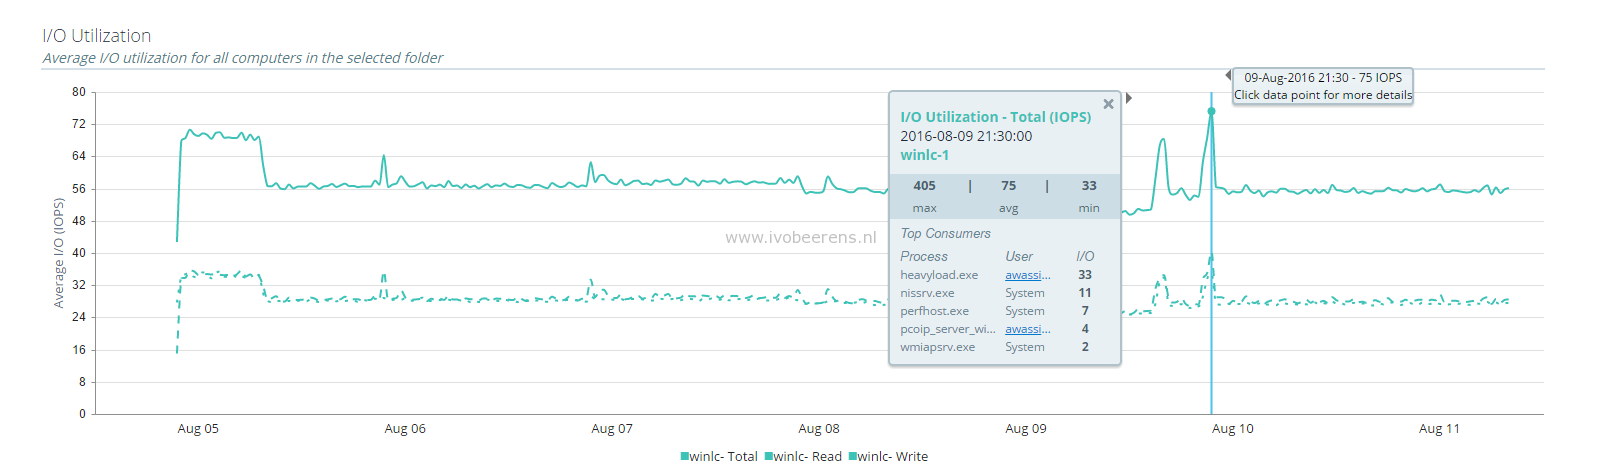 I/O Utilization
Average I/O utilization for all computers in the selected folder
09-Aug-2016 21:30 - 75 IOPS
Click data point for more details
80
72
64
56
48
40
32
24
16
8
0
Average I/O (IOPS)
I/O Utilization - Total (IOPS)
2016-08-09 21:30:00
winlc-1
405 | 75 | 33
max avg min
Top Consumers
Process User I/O
heavyload.exe awassi... 33
nissrv.exe System 11
perfhost.exe System 7
pcoip_server_wi... awassi... 4
wmiapsrv.exe System 2
www.ivobeerens.nl
Aug 05 Aug 06 Aug 07 Aug 08 Aug 09 Aug 10 Aug 11
winlc- Total winlc- Read winlc- Write